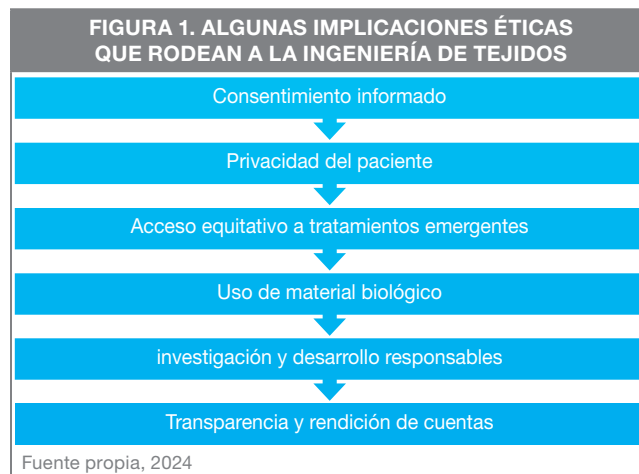 FIGURA 1. ALGUNAS IMPLICACIONES ÉTICAS
QUE RODEAN A LA INGENIERÍA DE TEJIDOS
Consentimiento informado
Privacidad del paciente
Acceso equitativo a tratamientos emergentes
Uso de material biológico
investigación y desarrollo responsables
Transparencia y rendición de cuentas
Fuente propia, 2024